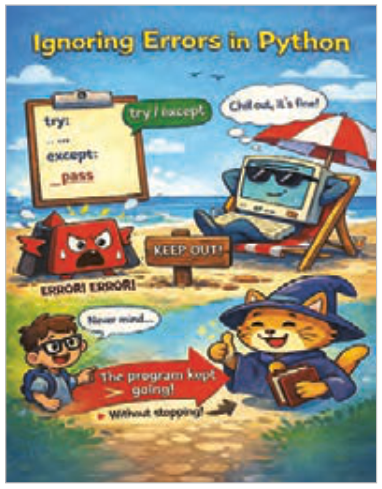 Ignoring Errors in Python
try:
.. ...
except:
_pass
try / except
Chill out, it's fine!
KEEP OUT!
ERROR! ERROR!
Never mind...
The program kept
> going!
▸ Without stopping!